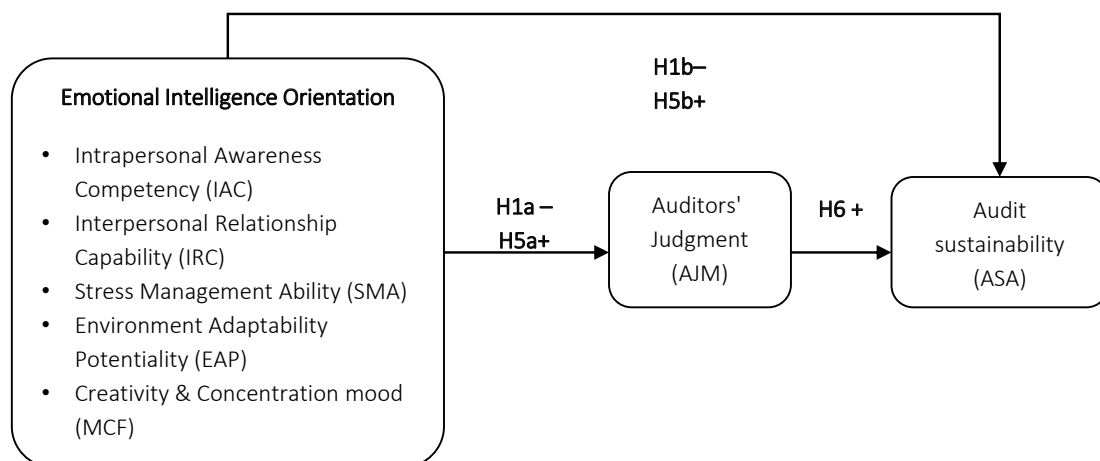 H1b–
H5b+
Emotional Intelligence Orientation
• Intrapersonal Awareness
Competency (IAC)
• Interpersonal Relationship
Capability (IRC)
• Stress Management Ability (SMA)
• Environment Adaptability
Potentiality (EAP)
• Creativity & Concentration mood
(MCF)
H1a –
H5a+
Auditors'
Judgment
(AJM)
H6 +
Audit
sustainability
(ASA)